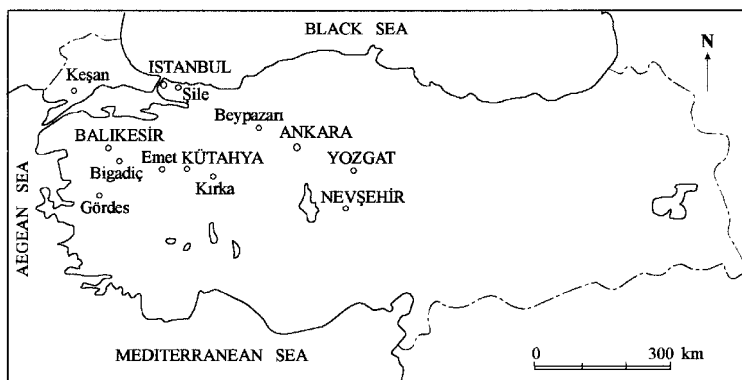 BLACK SEA
N
Keşan
ISTANBUL
Sile
Beypazarı
BALIKESİR
ANKARA
Bigadiç
Emet
KÜTAHYA
YOZGAT
Kırka
Gördes
NEVŞEHİR
AEGEAN SEA
MEDITERRANEAN SEA
0 300 km